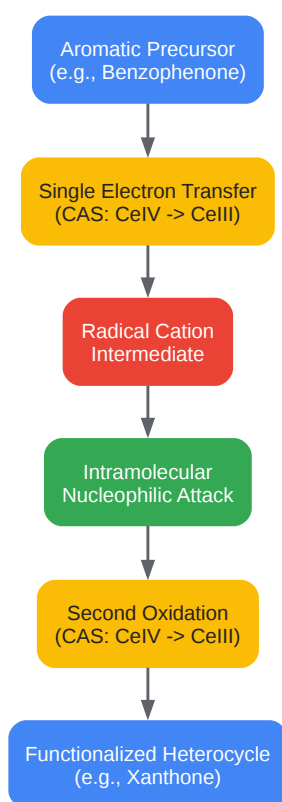 Aromatic Precursor
(e.g., Benzophenone)
Single Electron Transfer
(CAS: CeIV -> CeIII)
Radical Cation
Intermediate
Intramolecular
Nucleophilic Attack
Second Oxidation
(CAS: CeIV -> CeIII)
Functionalized Heterocycle
(e.g., Xanthone)